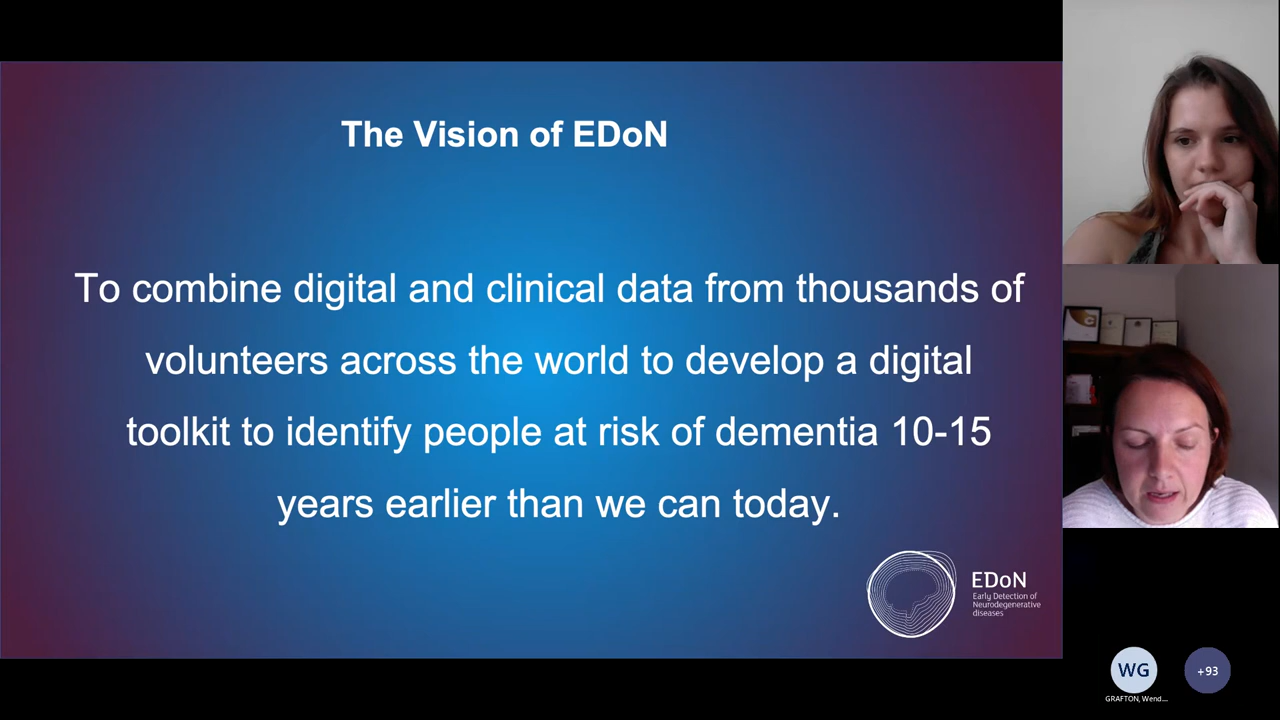 The Vision of EDoN
To combine digital and clinical data from thousands of
volunteers across the world to develop a digital
toolkit to identify people at risk of dementia 10-15
years earlier than we can today.
EDoN
Early Detection of
Neurodegenerative
diseases
WG
+93
GRAFTON, Wend...